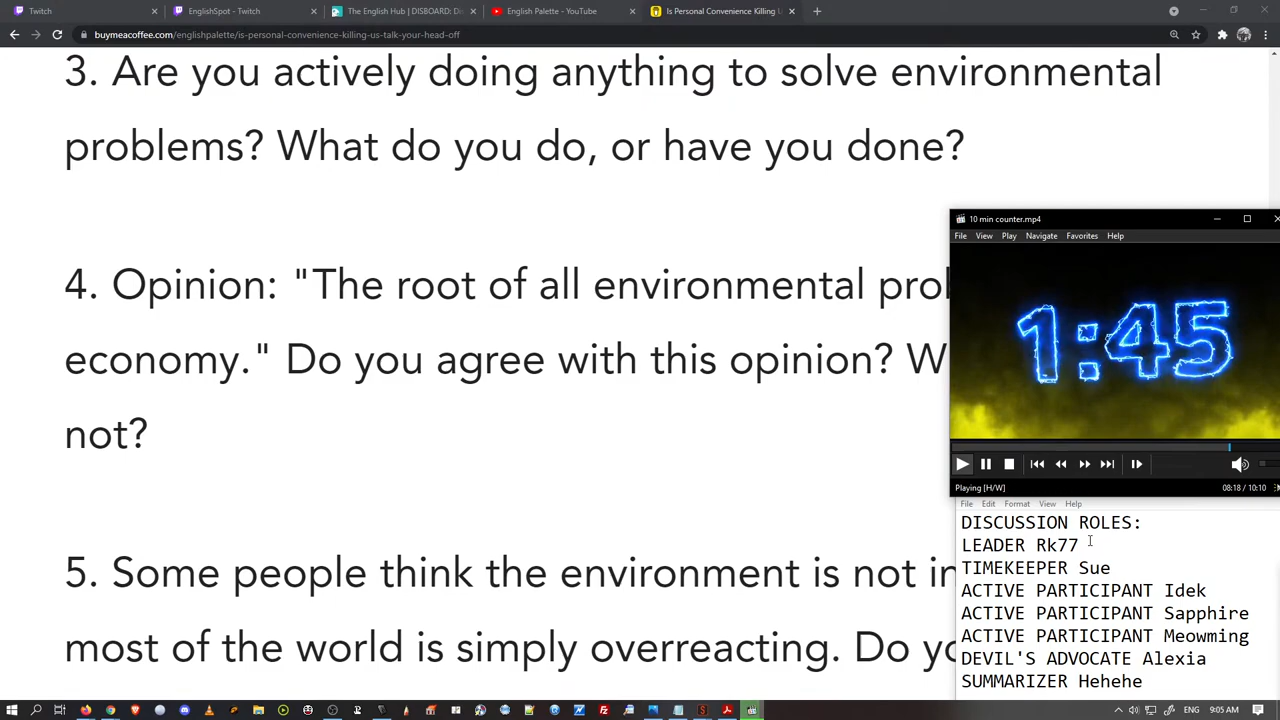 Twitch
EnglishSpot - Twitch
The English Hub | DISBOARD: Di
English Palette - YouTube
Is Personal Convenience Killing U
buymeacoffee.com/englishpalette/is-personal-convenience-killing-us-talk-your-head-off
3. Are you actively doing anything to solve environmental
problems? What do you do, or have you done?
4. Opinion: "The root of all environmental
economy." Do you agree with this opinion?
not?
5. Some people think the environment is not
most of the world is simply overreacting. Do
10 min counter.mp4
File View Play Navigate Favorites Help
1:45
Playing [H/W]
08:18 / 10:10
File Edit Format View Help
DISCUSSION ROLES:
LEADER Rk77
TIMEKEEPER Sue
ACTIVE PARTICIPANT Idek
ACTIVE PARTICIPANT Sapphire
ACTIVE PARTICIPANT Meowming
DEVIL'S ADVOCATE Alexia
SUMMARIZER Hehehe
ENG
9:05 AM